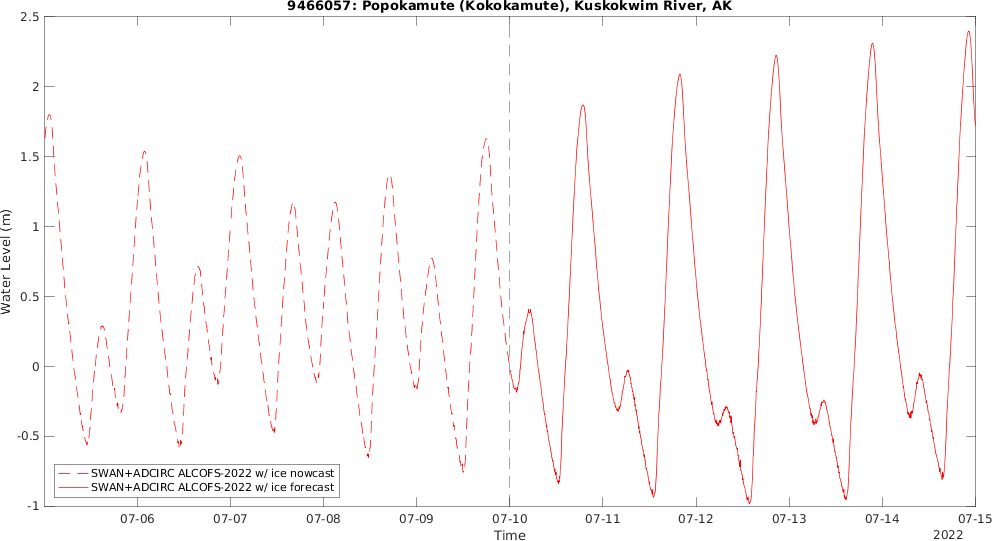 9466057: Popokamute (Kokokamute), Kuskokwim River, AK
2.5
2
1.5
1
0.5
0
-0.5
-1
Water Level (m)
SWAN+ADCIRC ALCOFS-2022 w/ ice nowcast
SWAN+ADCIRC ALCOFS-2022 w/ ice forecast
07-06 07-07 07-08 07-09 07-10 07-11 07-12 07-13 07-14 07-15
Time
2022